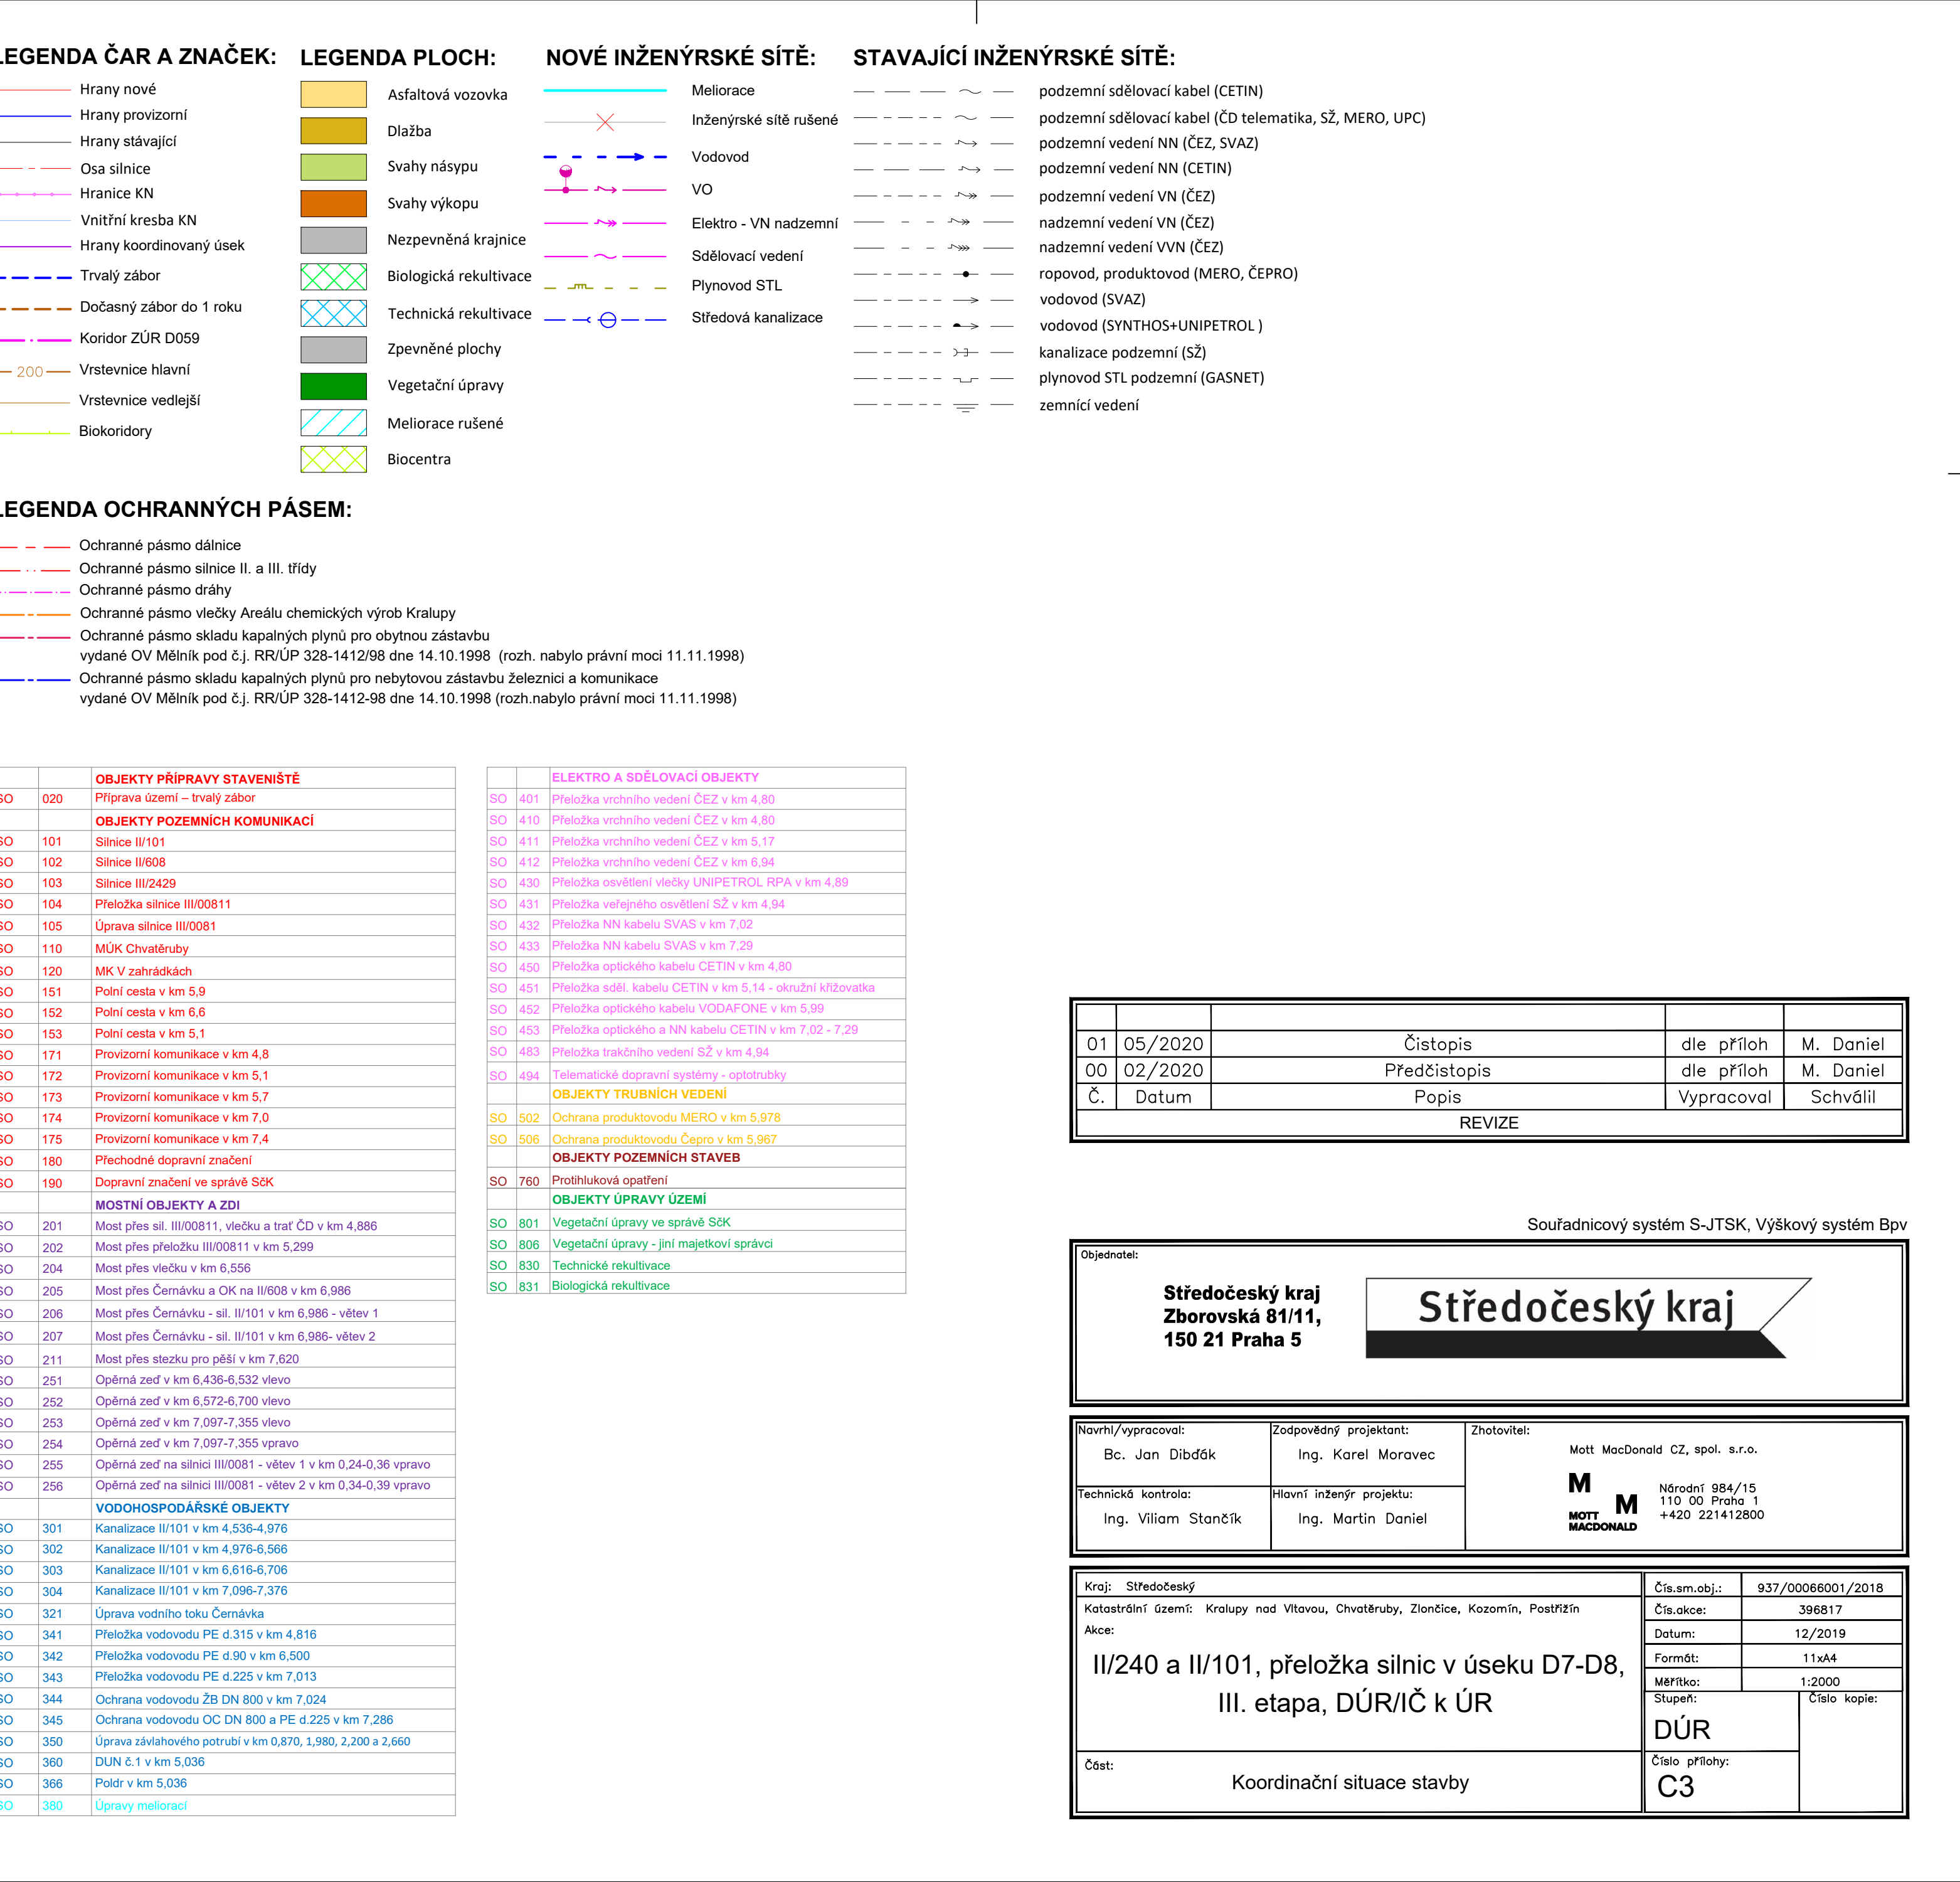 LEGENDA ČAR A ZNAČEK:
Hrany nové
Hrany provizorní
Hrany stávající
Osa silnice
Hranice KN
Vnitřní kresba KN
Hrany koordinovaný úsek
Trvalý zábor
Dočasný zábor do 1 roku
Koridor ZÚR D059
200 Vrstevnice hlavní
Vrstevnice vedlejší
Biokoridory
LEGENDA PLOCH:
Asfaltová vozovka
Dlažba
Svahy násypu
Svahy výkopu
Nezpevněná krajnice
Biologická rekultivace
Technická rekultivace
Zpevněné plochy
Vegetační úpravy
Meliorace rušené
Biocentra
NOVÉ INŽENÝRSKÉ SÍTĚ:
Meliorace
Inženýrské sítě rušené
Vodovod
VO
Elektro - VN nadzemní
Sdělovací vedení
Plynovod STL
Středová kanalizace
STAVAJÍCÍ INŽENÝRSKÉ SÍTĚ:
podzemní sdělovací kabel (CETIN)
podzemní sdělovací kabel (ČD telematika, SŽ, MERO, UPC)
podzemní vedení NN (ČEZ, SVAZ)
podzemní vedení NN (CETIN)
podzemní vedení VN (ČEZ)
nadzemní vedení VN (ČEZ)
nadzemní vedení VVN (ČEZ)
ropovod, produktovod (MERO, ČEPRO)
vodovod (SVAZ)
vodovod (SYNTHOS+UNIPETROL )
kanalizace podzemní (SŽ)
plynovod STL podzemní (GASNET)
zemnící vedení
LEGENDA OCHRANNÝCH PÁSEM:
Ochranné pásmo dálnice
Ochranné pásmo silnice II. a III. třídy
Ochranné pásmo dráhy
Ochranné pásmo vlečky Areálu chemických výrob Kralupy
Ochranné pásmo skladu kapalných plynů pro obytnou zástavbu
vydané OV Mělník pod č.j. RR/ÚP 328-1412/98 dne 14.10.1998 (rozh. nabylo právní moci 11.11.1998)
Ochranné pásmo skladu kapalných plynů pro nebytovou zástavbu železnici a komunikace
vydané OV Mělník pod č.j. RR/ÚP 328-1412-98 dne 14.10.1998 (rozh.nabylo právní moci 11.11.1998)
OBJEKTY PŘÍPRAVY STAVENIŠTĚ
SO 020 Příprava území – trvalý zábor
OBJEKTY POZEMNÍCH KOMUNIKACÍ
SO 101 Silnice II/101
SO 102 Silnice II/608
SO 103 Silnice III/2429
SO 104 Přeložka silnice III/00811
SO 105 Úprava silnice III/0081
SO 110 MÚK Chvatěruby
SO 120 MK V zahrádkách
SO 151 Polní cesta v km 5,9
SO 152 Polní cesta v km 6,6
SO 153 Polní cesta v km 5,1
SO 171 Provizorní komunikace v km 4,8
SO 172 Provizorní komunikace v km 5,1
SO 173 Provizorní komunikace v km 5,7
SO 174 Provizorní komunikace v km 7,0
SO 175 Provizorní komunikace v km 7,4
SO 180 Přechodné dopravní značení
SO 190 Dopravní značení ve správě SčK
MOSTNÍ OBJEKTY A ZDI
SO 201 Most přes sil. III/00811, vlečku a trať ČD v km 4,886
SO 202 Most přes přeložku III/00811 v km 5,299
SO 204 Most přes vlečku v km 6,556
SO 205 Most přes Černávku a OK na II/608 v km 6,986
SO 206 Most přes Černávku - sil. II/101 v km 6,986 - větev 1
SO 207 Most přes Černávku - sil. II/101 v km 6,986- větev 2
SO 211 Most přes stezku pro pěší v km 7,620
SO 251 Opěrná zeď v km 6,436-6,532 vlevo
SO 252 Opěrná zeď v km 6,572-6,700 vlevo
SO 253 Opěrná zeď v km 7,097-7,355 vlevo
SO 254 Opěrná zeď v km 7,097-7,355 vpravo
SO 255 Opěrná zeď na silnici III/0081 - větev 1 v km 0,24-0,36 vpravo
SO 256 Opěrná zeď na silnici III/0081 - větev 2 v km 0,34-0,39 vpravo
VODOHOSPODÁŘSKÉ OBJEKTY
SO 301 Kanalizace II/101 v km 4,536-4,976
SO 302 Kanalizace II/101 v km 4,976-6,566
SO 303 Kanalizace II/101 v km 6,616-6,706
SO 304 Kanalizace II/101 v km 7,096-7,376
SO 321 Úprava vodního toku Černávka
SO 341 Přeložka vodovodu PE d.315 v km 4,816
SO 342 Přeložka vodovodu PE d.90 v km 6,500
SO 343 Přeložka vodovodu PE d.225 v km 7,013
SO 344 Ochrana vodovodu ŽB DN 800 v km 7,024
SO 345 Ochrana vodovodu OC DN 800 a PE d.225 v km 7,286
SO 350 Úprava závlahového potrubí v km 0,870, 1,980, 2,200 a 2,660
SO 360 DUN č.1 v km 5,036
SO 366 Poldr v km 5,036
SO 380 Úpravy meliorací
ELEKTRO A SDĚLOVACÍ OBJEKTY
SO 401 Přeložka vrchního vedení ČEZ v km 4,80
SO 410 Přeložka vrchního vedení ČEZ v km 4,80
SO 411 Přeložka vrchního vedení ČEZ v km 5,17
SO 412 Přeložka vrchního vedení ČEZ v km 6,94
SO 430 Přeložka osvětlení vlečky UNIPETROL RPA v km 4,89
SO 431 Přeložka veřejného osvětlení SŽ v km 4,94
SO 432 Přeložka NN kabelu SVAS v km 7,02
SO 433 Přeložka NN kabelu SVAS v km 7,29
SO 450 Přeložka optického kabelu CETIN v km 4,80
SO 451 Přeložka sděl. kabelu CETIN v km 5,14 - okružní křižovatka
SO 452 Přeložka optického kabelu VODAFONE v km 5,99
SO 453 Přeložka optického a NN kabelu CETIN v km 7,02 - 7,29
SO 483 Přeložka trakčního vedení SŽ v km 4,94
SO 494 Telematické dopravní systémy - optotrubky
OBJEKTY TRUBNÍCH VEDENÍ
SO 502 Ochrana produktovodu MERO v km 5,978
SO 506 Ochrana produktovodu Čepro v km 5,967
OBJEKTY POZEMNÍCH STAVEB
SO 760 Protihluková opatření
OBJEKTY ÚPRAVY ÚZEMÍ
SO 801 Vegetační úpravy ve správě SčK
SO 806 Vegetační úpravy - jiní majetkoví správci
SO 830 Technické rekultivace
SO 831 Biologická rekultivace
01 05/2020 Čistopis dle příloh M. Daniel
00 02/2020 Předčistopis dle příloh M. Daniel
Č. Datum Popis Vypracoval Schválil
REVIZE
Souřadnicový systém S-JTSK, Výškový systém Bpv
Objednatel:
Středočeský kraj
Zborovská 81/11,
150 21 Praha 5
Středočeský kraj
Navrhl/vypracoval:
Bc. Jan Dibďák
Zodpovědný projektant:
Ing. Karel Moravec
Technická kontrola:
Ing. Viliam Stančík
Hlavní inženýr projektu:
Ing. Martin Daniel
Zhotovitel:
Mott MacDonald CZ, spol. s.r.o.
M
M
MOTT
MACDONALD
Národní 984/15
110 00 Praha 1
+420 221412800
Kraj: Středočeský
Katastrální území: Kralupy nad Vltavou, Chvatěruby, Zlončice, Kozomín, Postřižín
Akce:
II/240 a II/101, přeložka silnic v úseku D7-D8,
III. etapa, DÚR/IČ k ÚR
Část:
Koordinační situace stavby
Čís.sm.obj.: 937/00066001/2018
Čís.akce: 396817
Datum: 12/2019
Formát: 11xA4
Měřítko: 1:2000
Stupeň:
DÚR
Číslo kopie:
Číslo přílohy:
C3